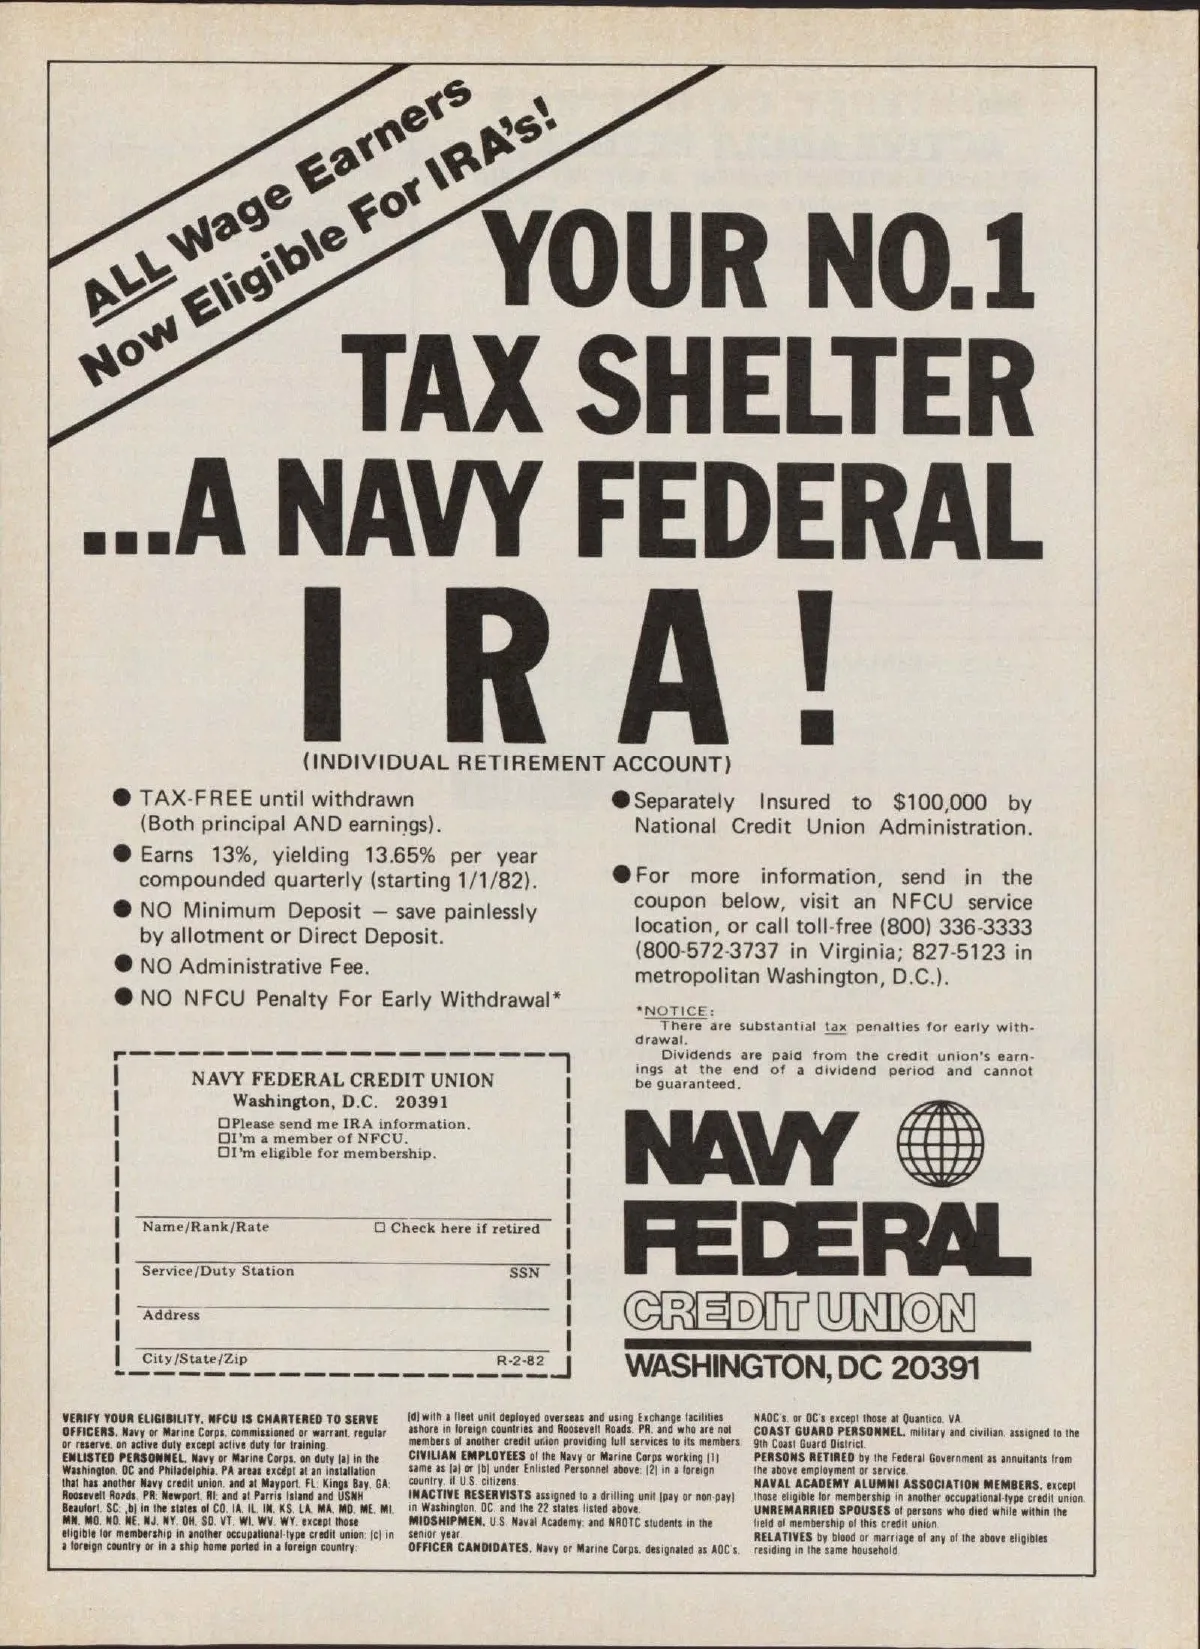 ALL Wage Earners
Now Eligible For IRA's!
YOUR NO.1
TAX SHELTER
...A NAVY FEDERAL
IRA!
(INDIVIDUAL RETIREMENT ACCOUNT)
● TAX-FREE until withdrawn
(Both principal AND earnings).
● Earns 13%, yielding 13.65% per year
compounded quarterly (starting 1/1/82).
● NO Minimum Deposit — save painlessly
by allotment or Direct Deposit.
● NO Administrative Fee.
● NO NFCU Penalty For Early Withdrawal*
● Separately Insured to $100,000 by
National Credit Union Administration.
● For more information, send in the
coupon below, visit an NFCU service
location, or call toll-free (800) 336-3333
(800-572-3737 in Virginia; 827-5123 in
metropolitan Washington, D.C.).
*NOTICE:
There are substantial tax penalties for early with-
drawal.
Dividends are paid from the credit union's earn-
ings at the end of a dividend period and cannot
be guaranteed.
NAVY FEDERAL CREDIT UNION
Washington, D.C. 20391
□Please send me IRA information.
□I'm a member of NFCU.
□I'm eligible for membership.
Name/Rank/Rate □ Check here if retired
Service/Duty Station SSN
Address
City/State/Zip R-2-82
NAVY
FEDERAL
CREDIT UNION
WASHINGTON, DC 20391
VERIFY YOUR ELIGIBILITY. NFCU IS CHARTERED TO SERVE
OFFICERS, Navy or Marine Corps, commissioned or warrant, regular
or reserve, on active duty except active duty for training.
ENLISTED PERSONNEL, Navy or Marine Corps, on duty (a) in the
Washington, DC and Philadelphia, PA areas except at an installation
that has another Navy credit union, and at Mayport, FL; Kings Bay, GA;
Roosevelt Roads, PR; Newport, RI; and at Parris Island and USNH
Beaufort, SC; (b) in the states of CO, IA, IL, IN, KS, LA, MA, MD, ME, MI,
MN, MO, ND, NE, NJ, NY, OH, SD, VT, WI, WV, WY, except those
eligible for membership in another occupational-type credit union; (c) in
a foreign country or in a ship home ported in a foreign country;
(d) with a fleet unit deployed overseas and using Exchange facilities
ashore in foreign countries and Roosevelt Roads, PR, and who are not
members of another credit union providing full services to its members.
CIVILIAN EMPLOYEES of the Navy or Marine Corps working (1)
same as (a) or (b) under Enlisted Personnel above; (2) in a foreign
country, if U.S. citizens.
INACTIVE RESERVISTS assigned to a drilling unit (pay or non-pay)
in Washington, DC, and the 22 states listed above.
MIDSHIPMEN, U.S. Naval Academy; and NROTC students in the
senior year.
OFFICER CANDIDATES, Navy or Marine Corps, designated as AOC's,
NAOC's, or OC's except those at Quantico, VA.
COAST GUARD PERSONNEL, military and civilian, assigned to the
9th Coast Guard District.
PERSONS RETIRED by the Federal Government as annuitants from
the above employment or service.
NAVAL ACADEMY ALUMNI ASSOCIATION MEMBERS, except
those eligible for membership in another occupational-type credit union.
UNREMARRIED SPOUSES of persons who died while within the
field of membership of this credit union.
RELATIVES by blood or marriage of any of the above eligibles
residing in the same household.